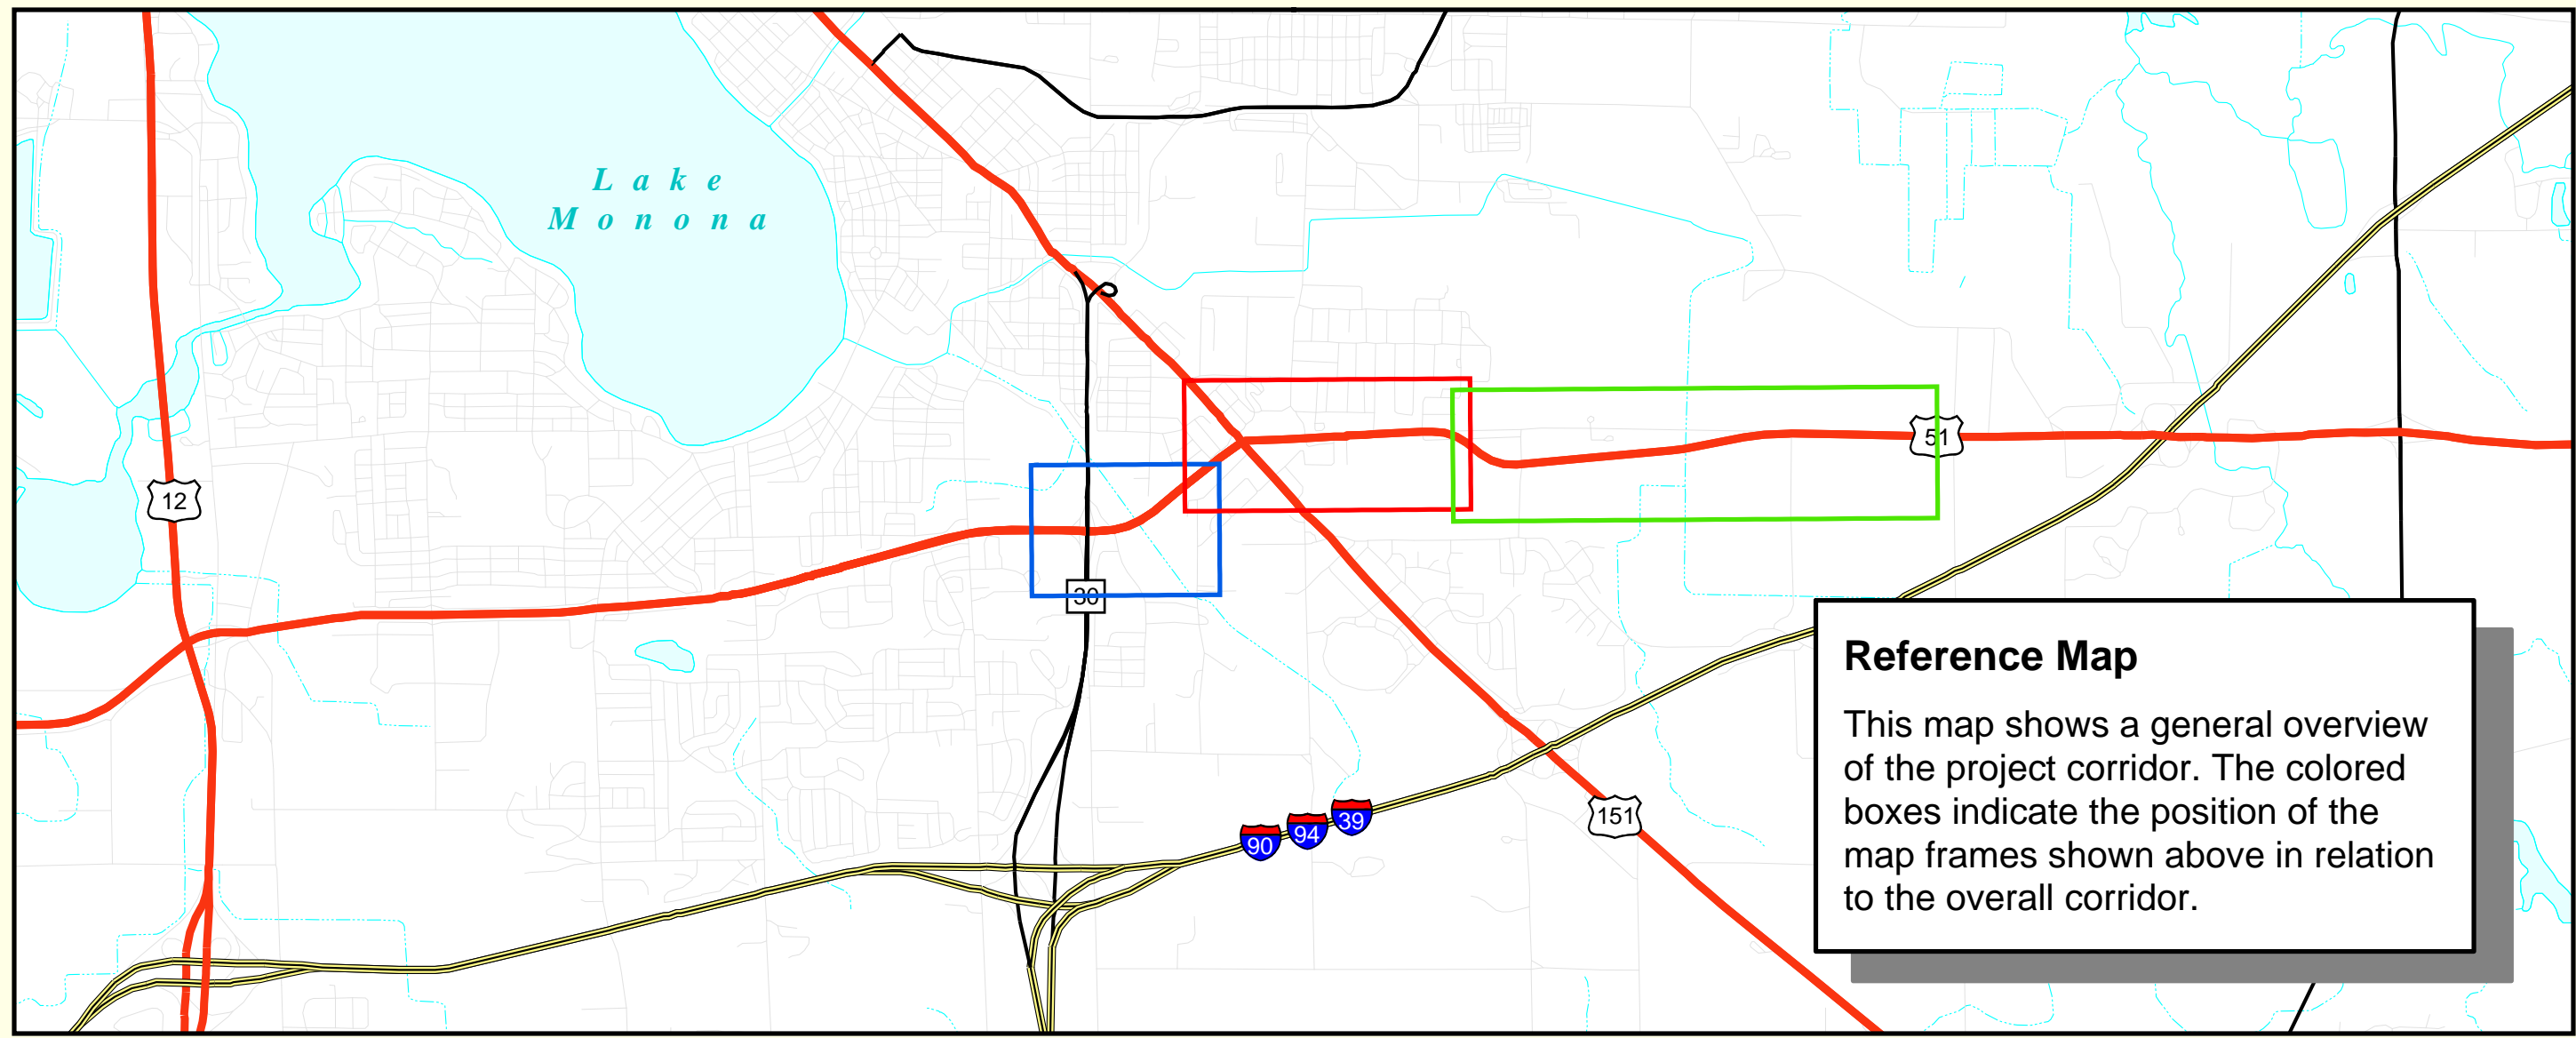 L a k e
M o n o n a
12
51
30
90
94
39
151
Reference Map
This map shows a general overview
of the project corridor. The colored
boxes indicate the position of the
map frames shown above in relation
to the overall corridor.